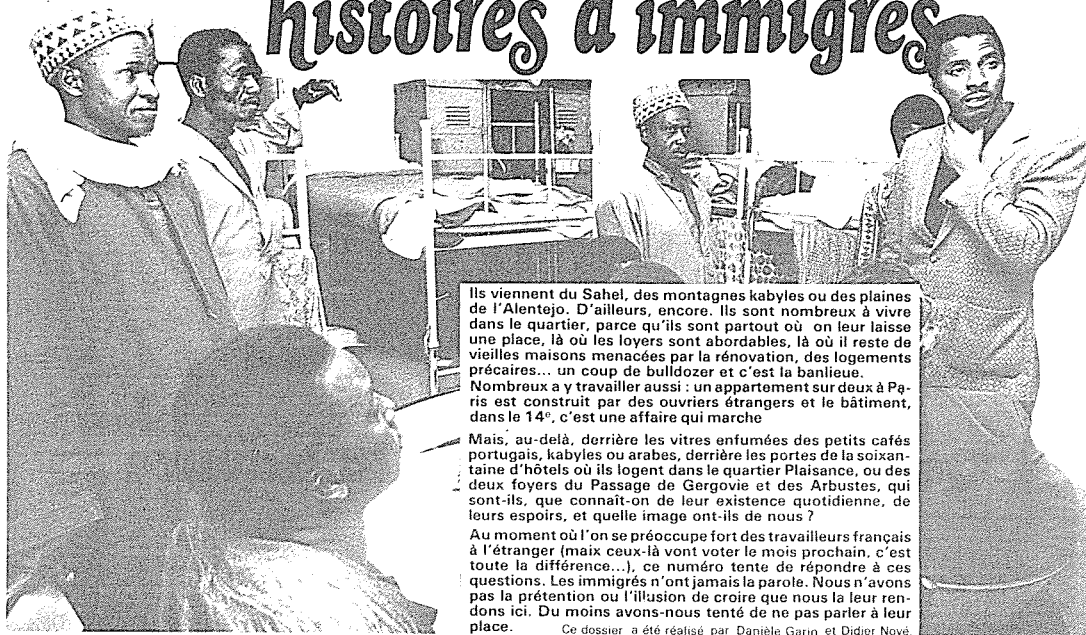 histoires d'immigrés
Ils viennent du Sahel, des montagnes kabyles ou des plaines
de l'Alentejo. D'ailleurs, encore. Ils sont nombreux à vivre
dans le quartier, parce qu'ils sont partout où on leur laisse
une place, là où les loyers sont abordables, là où il reste de
vieilles maisons menacées par la rénovation, des logements
précaires... un coup de bulldozer et c'est la banlieue.
Nombreux a y travailler aussi : un appartement sur deux à Pa-
ris est construit par des ouvriers étrangers et le bâtiment,
dans le 14e, c'est une affaire qui marche
Mais, au-delà, derrière les vitres enfumées des petits cafés
portugais, kabyles ou arabes, derrière les portes de la soixan-
taine d'hôtels où ils logent dans le quartier Plaisance, ou des
deux foyers du Passage de Gergovie et des Arbustes, qui
sont-ils, que connaît-on de leur existence quotidienne, de
leurs espoirs, et quelle image ont-ils de nous ?
Au moment où l'on se préoccupe fort des travailleurs français
à l'étranger (maix ceux-là vont voter le mois prochain, c'est
toute la différence...), ce numéro tente de répondre à ces
questions. Les immigrés n'ont jamais la parole. Nous n'avons
pas la prétention ou l'illusion de croire que nous la leur ren-
dons ici. Du moins avons-nous tenté de ne pas parler à leur
place. Ce dossier a été réalisé par Danièle Garin et Didier Nové